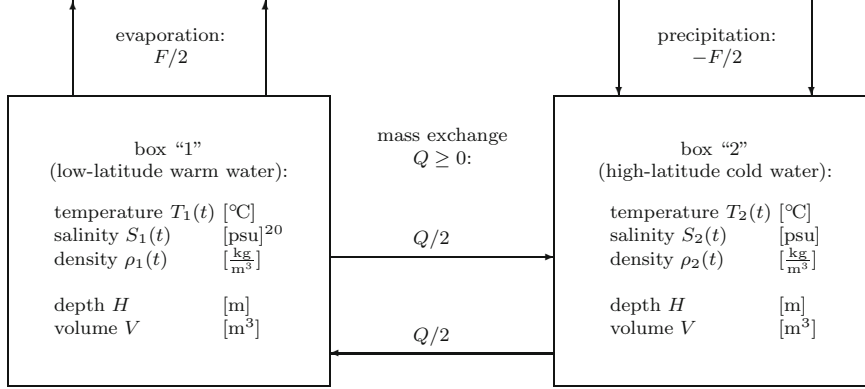 evaporation:
F/2
precipitation:
−F/2
box “1”
(low-latitude warm water):
temperature T₁(t) [°C]
salinity S₁(t) [psu]²⁰
density ρ₁(t) [kg/m³]
depth H [m]
volume V [m³]
mass exchange
Q ≥ 0:
Q/2
Q/2
box “2”
(high-latitude cold water):
temperature T₂(t) [°C]
salinity S₂(t) [psu]
density ρ₂(t) [kg/m³]
depth H [m]
volume V [m³]